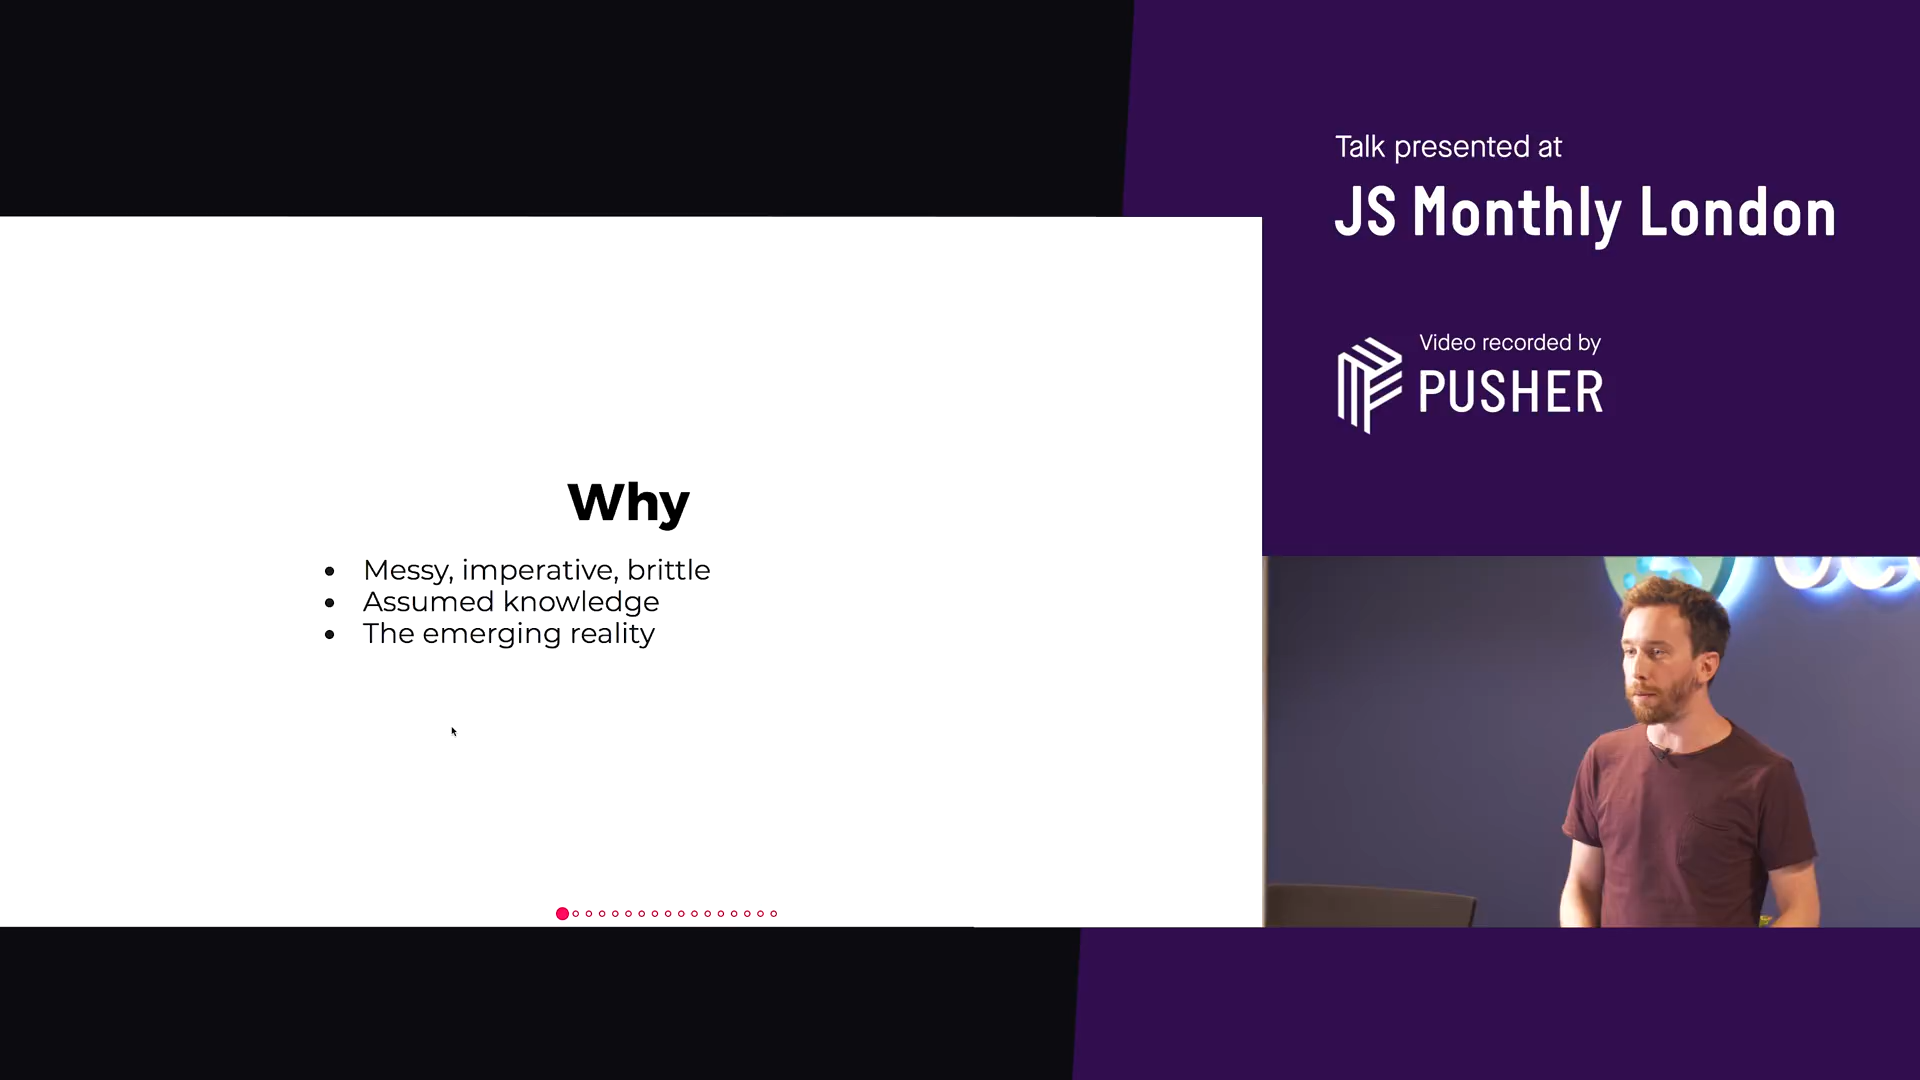 Talk presented at
JS Monthly London
Video recorded by
PUSHER
Why
Messy, imperative, brittle
Assumed knowledge
The emerging reality